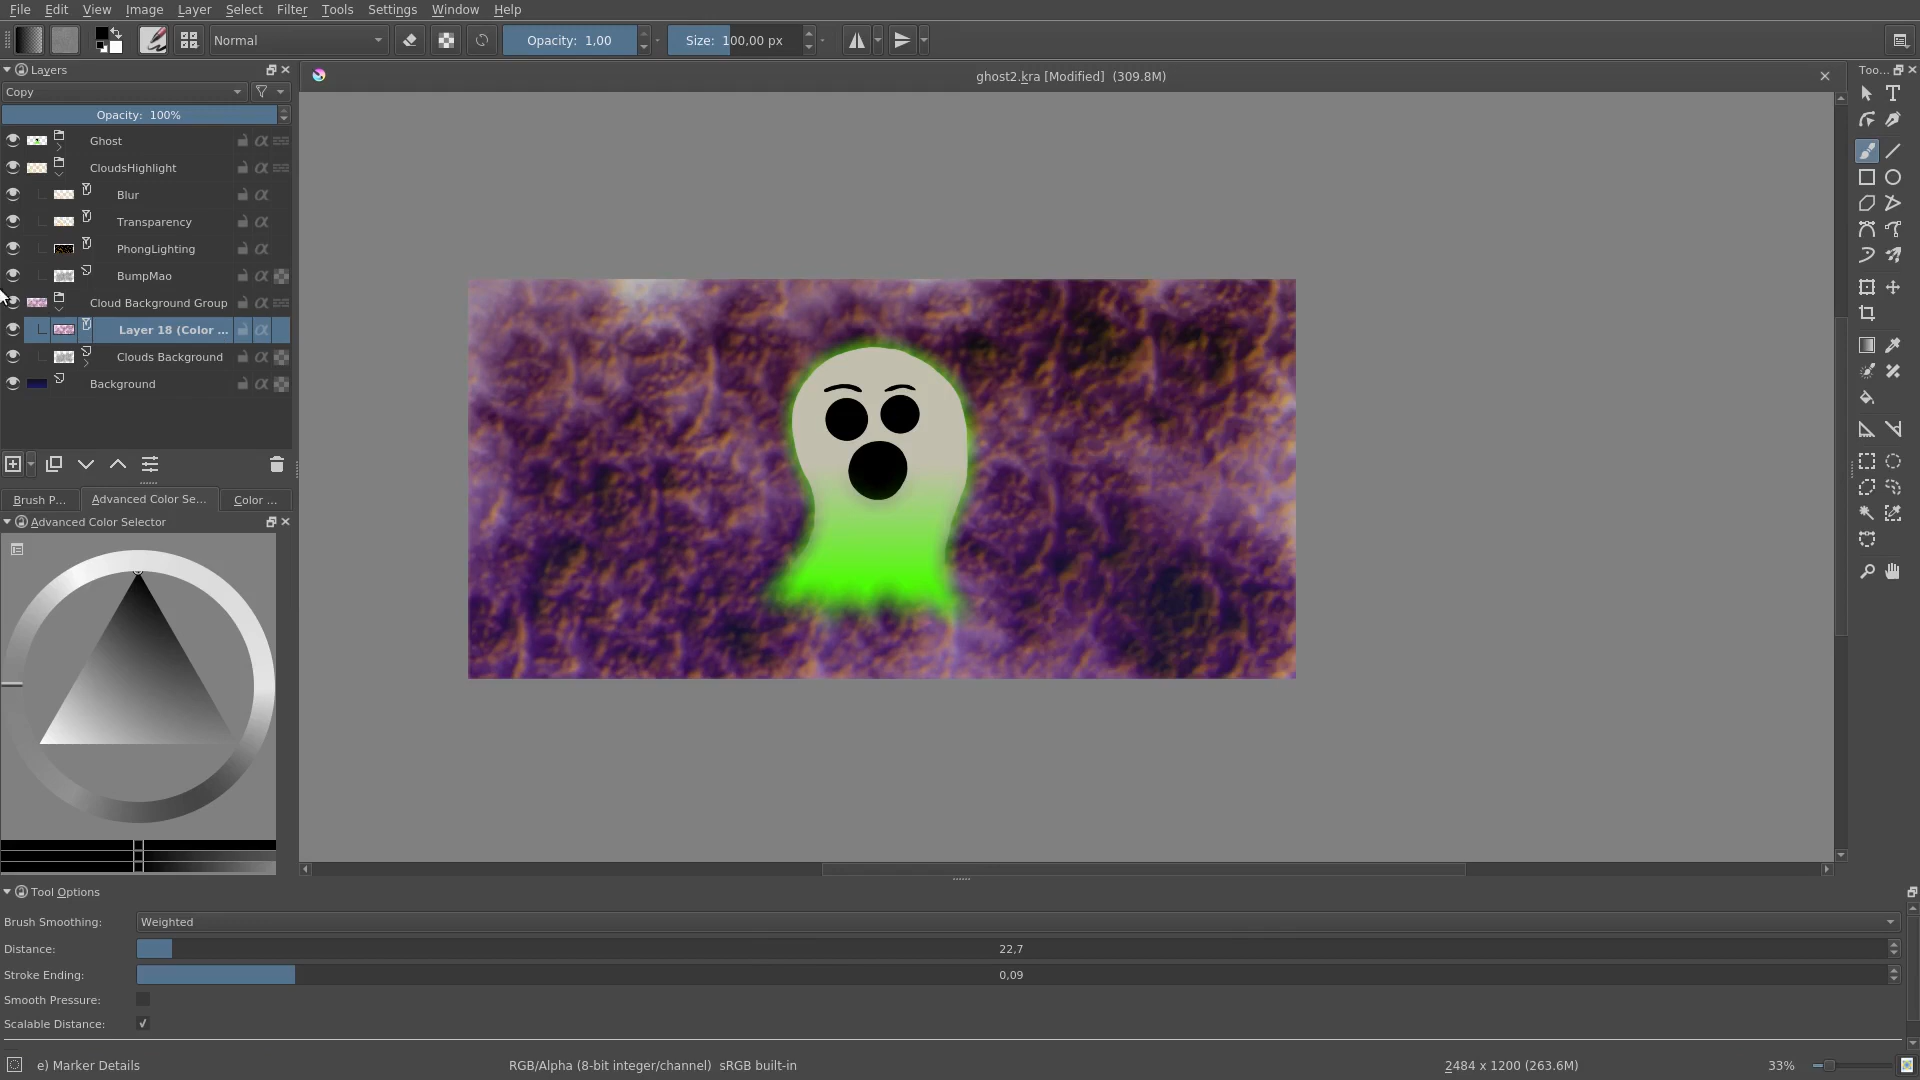 File Edit View Image Layer Select Filter Tools Settings Window Help
Normal Opacity: 1,00 Size: 100,00 px
Layers
ghost2.kra [Modified] (309.8M)
Too...
Copy
Opacity: 100%
Ghost
CloudsHighlight
Blur
Transparency
PhongLighting
BumpMao
Cloud Background Group
Layer 18 (Color ...
Clouds Background
Background
Brush P... Advanced Color Se... Color ...
Advanced Color Selector
Tool Options
Brush Smoothing: Weighted
Distance: 22,7
Stroke Ending: 0,09
Smooth Pressure:
Scalable Distance:
e) Marker Details RGB/Alpha (8-bit integer/channel) sRGB built-in 2484 x 1200 (263.6M) 33%